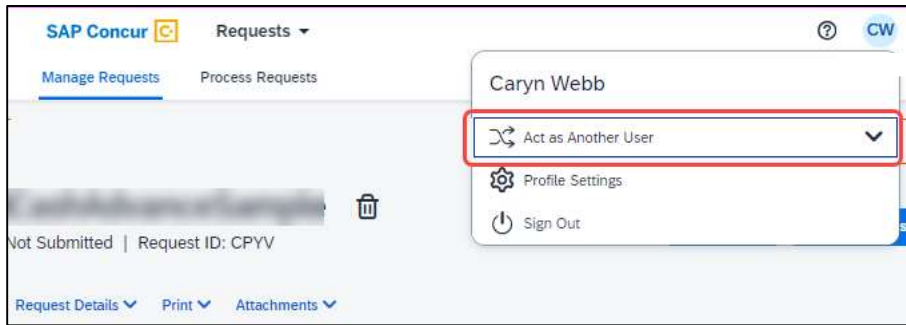 SAP Concur C Requests
CW
Manage Requests Process Requests
Caryn Webb
Act as Another User
Profile Settings
Sign Out
Not Submitted | Request ID: CPYV
Request Details Print Attachments